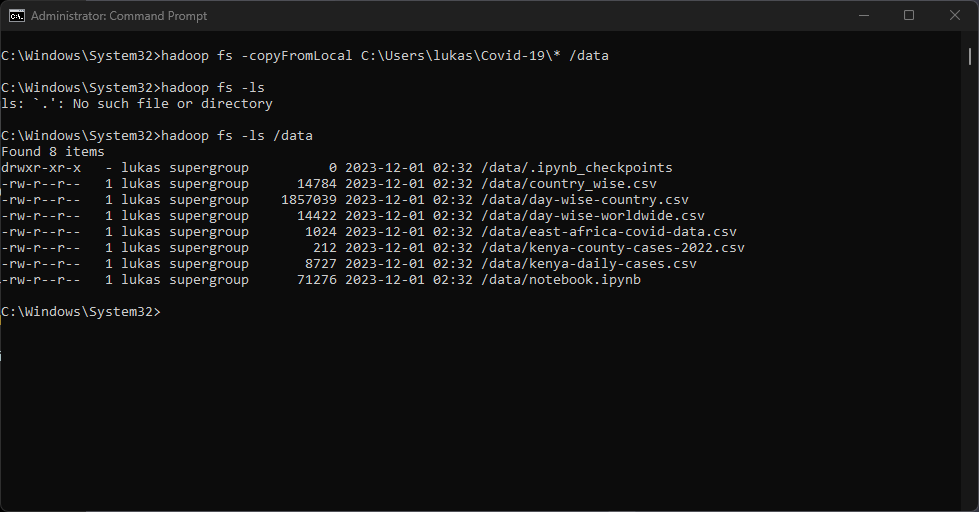 Administrator: Command Prompt
C:\Windows\System32>hadoop fs -copyFromLocal C:\Users\lukas\Covid-19\* /data
C:\Windows\System32>hadoop fs -ls
ls: `.': No such file or directory
C:\Windows\System32>hadoop fs -ls /data
Found 8 items
drwxr-xr-x   - lukas supergroup          0 2023-12-01 02:32 /data/.ipynb_checkpoints
-rw-r--r--   1 lukas supergroup      14784 2023-12-01 02:32 /data/country_wise.csv
-rw-r--r--   1 lukas supergroup    1857039 2023-12-01 02:32 /data/day-wise-country.csv
-rw-r--r--   1 lukas supergroup      14422 2023-12-01 02:32 /data/day-wise-worldwide.csv
-rw-r--r--   1 lukas supergroup       1024 2023-12-01 02:32 /data/east-africa-covid-data.csv
-rw-r--r--   1 lukas supergroup        212 2023-12-01 02:32 /data/kenya-county-cases-2022.csv
-rw-r--r--   1 lukas supergroup       8727 2023-12-01 02:32 /data/kenya-daily-cases.csv
-rw-r--r--   1 lukas supergroup      71276 2023-12-01 02:32 /data/notebook.ipynb
C:\Windows\System32>